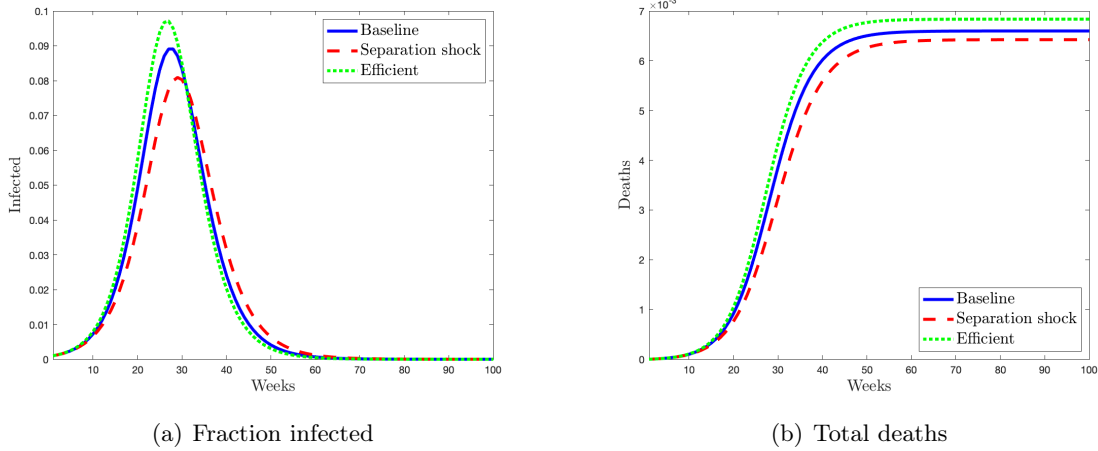 0.1
0.09
0.08
0.07
0.06
0.05
0.04
0.03
0.02
0.01
0
Infected
10 20 30 40 50 60 70 80 90 100
Weeks
Baseline
Separation shock
Efficient
(a) Fraction infected
×10⁻³
7
6
5
4
3
2
1
0
Deaths
10 20 30 40 50 60 70 80 90 100
Weeks
Baseline
Separation shock
Efficient
(b) Total deaths